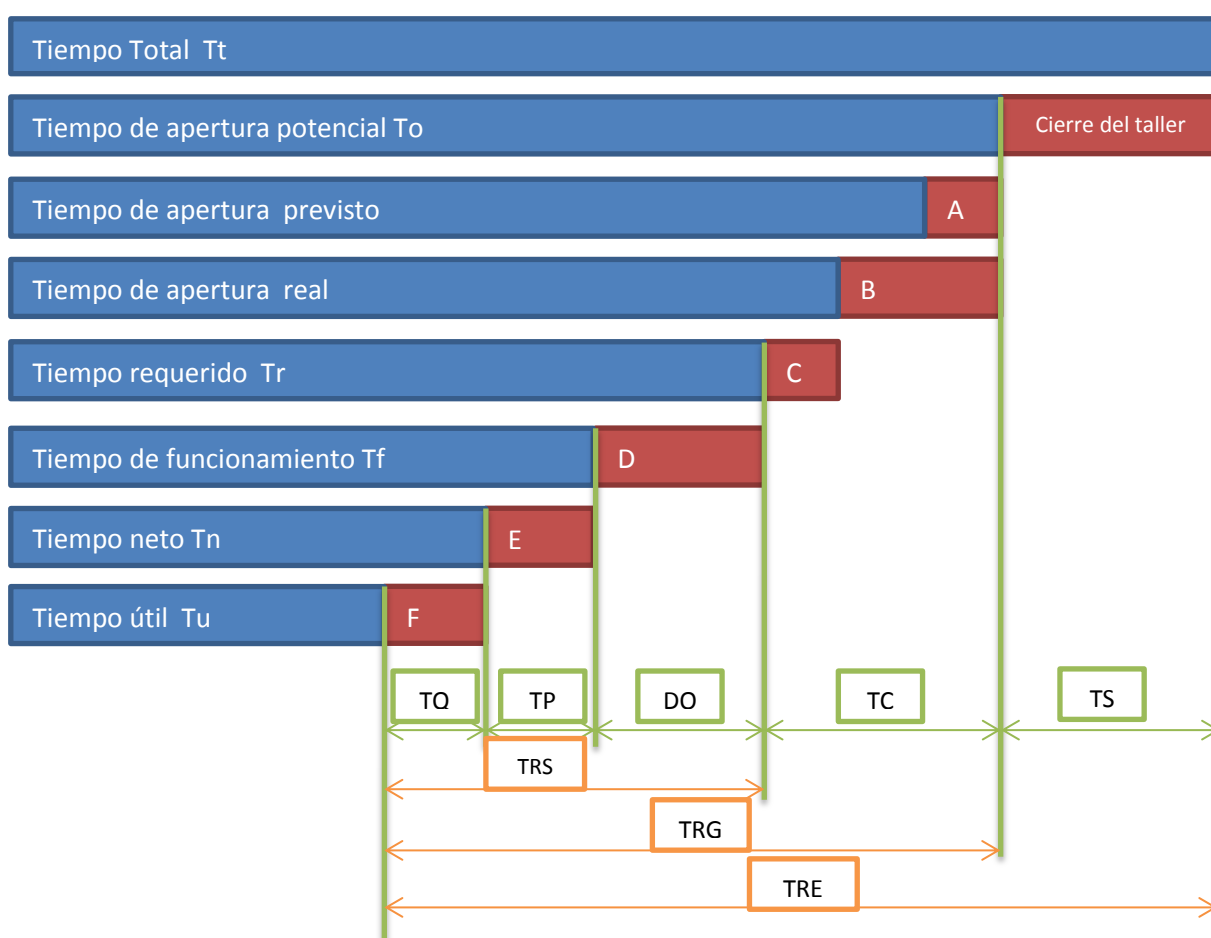 Tiempo Total Tt
Tiempo de apertura potencial To
Cierre del taller
Tiempo de apertura previsto
A
Tiempo de apertura real
B
Tiempo requerido Tr
C
Tiempo de funcionamiento Tf
D
Tiempo neto Tn
E
Tiempo útil Tu
F
TQ
TP
DO
TC
TS
TRS
TRG
TRE